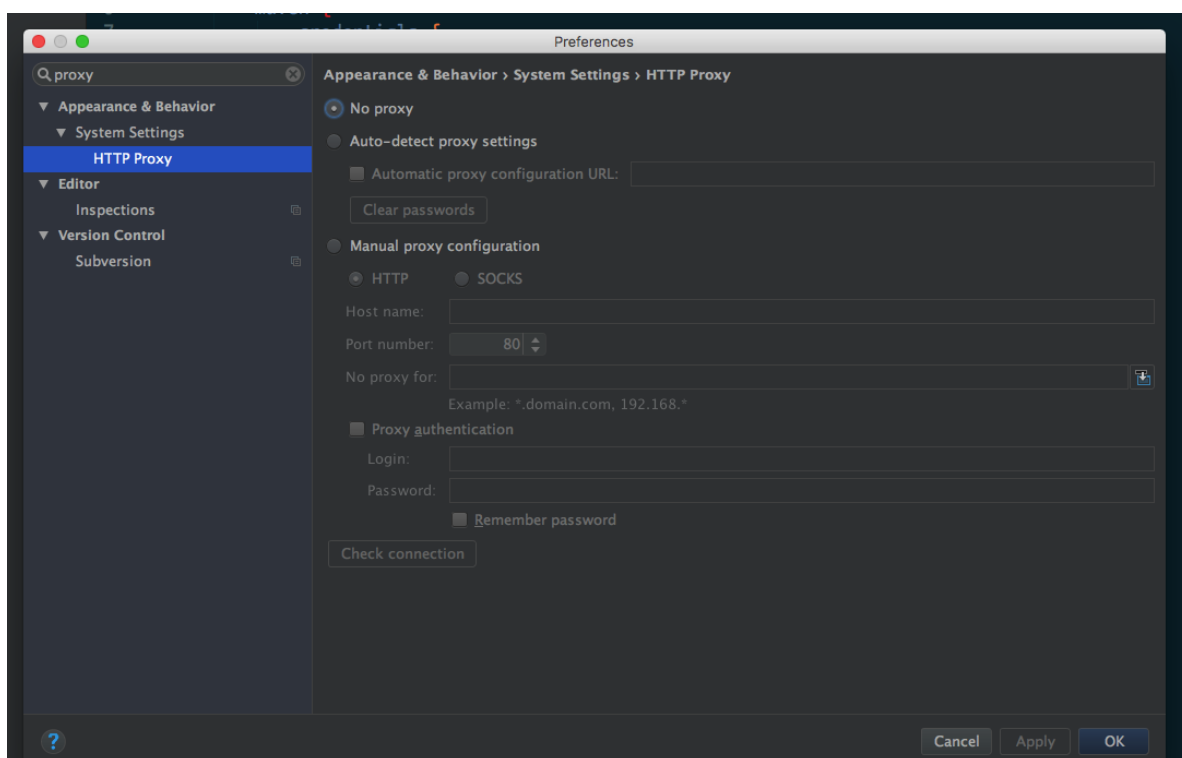 Preferences
proxy
Appearance & Behavior
System Settings
HTTP Proxy
Editor
Inspections
Version Control
Subversion
Appearance & Behavior › System Settings › HTTP Proxy
No proxy
Auto-detect proxy settings
Automatic proxy configuration URL:
Clear passwords
Manual proxy configuration
HTTP SOCKS
Host name:
Port number: 80
No proxy for:
Example: *.domain.com, 192.168.*
Proxy authentication
Login:
Password:
Remember password
Check connection
?
Cancel Apply OK